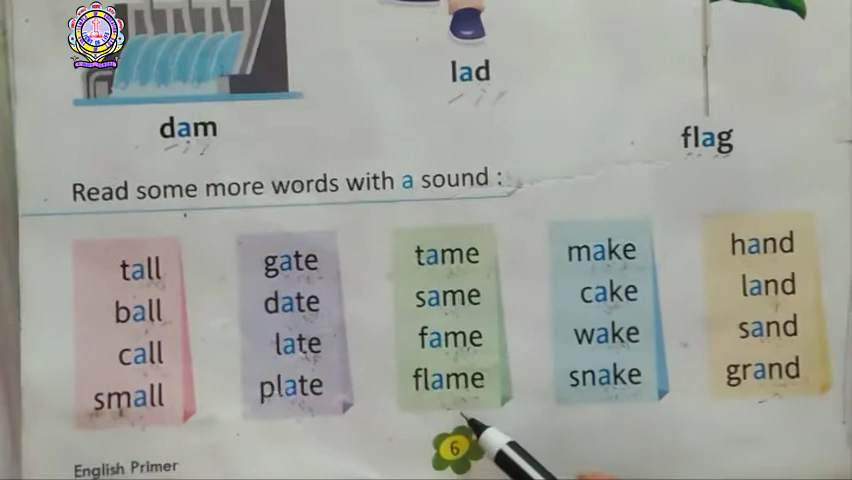 lad
dam
flag
Read some more words with a sound :
tall
ball
call
small
gate
date
late
plate
tame
same
fame
flame
make
cake
wake
snake
hand
land
sand
grand
6
English Primer